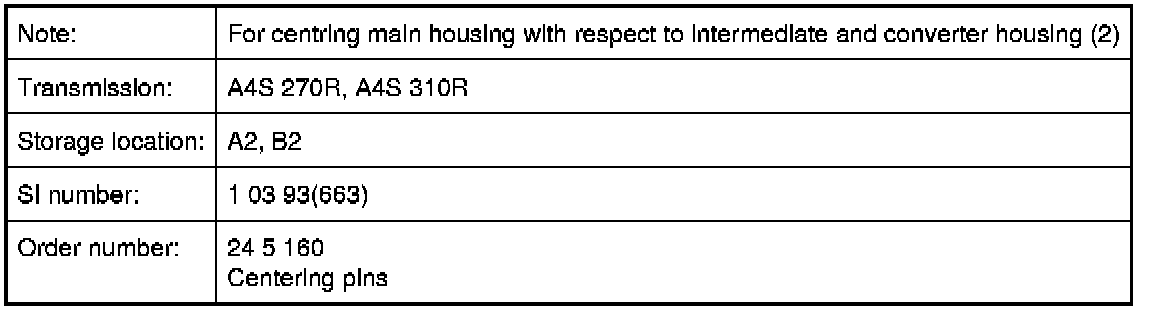 Note: For centring main housing with respect to intermediate and converter housing (2)
Transmission: A4S 270R, A4S 310R
Storage location: A2, B2
SI number: 1 03 93(663)
Order number: 24 5 160
Centering pins